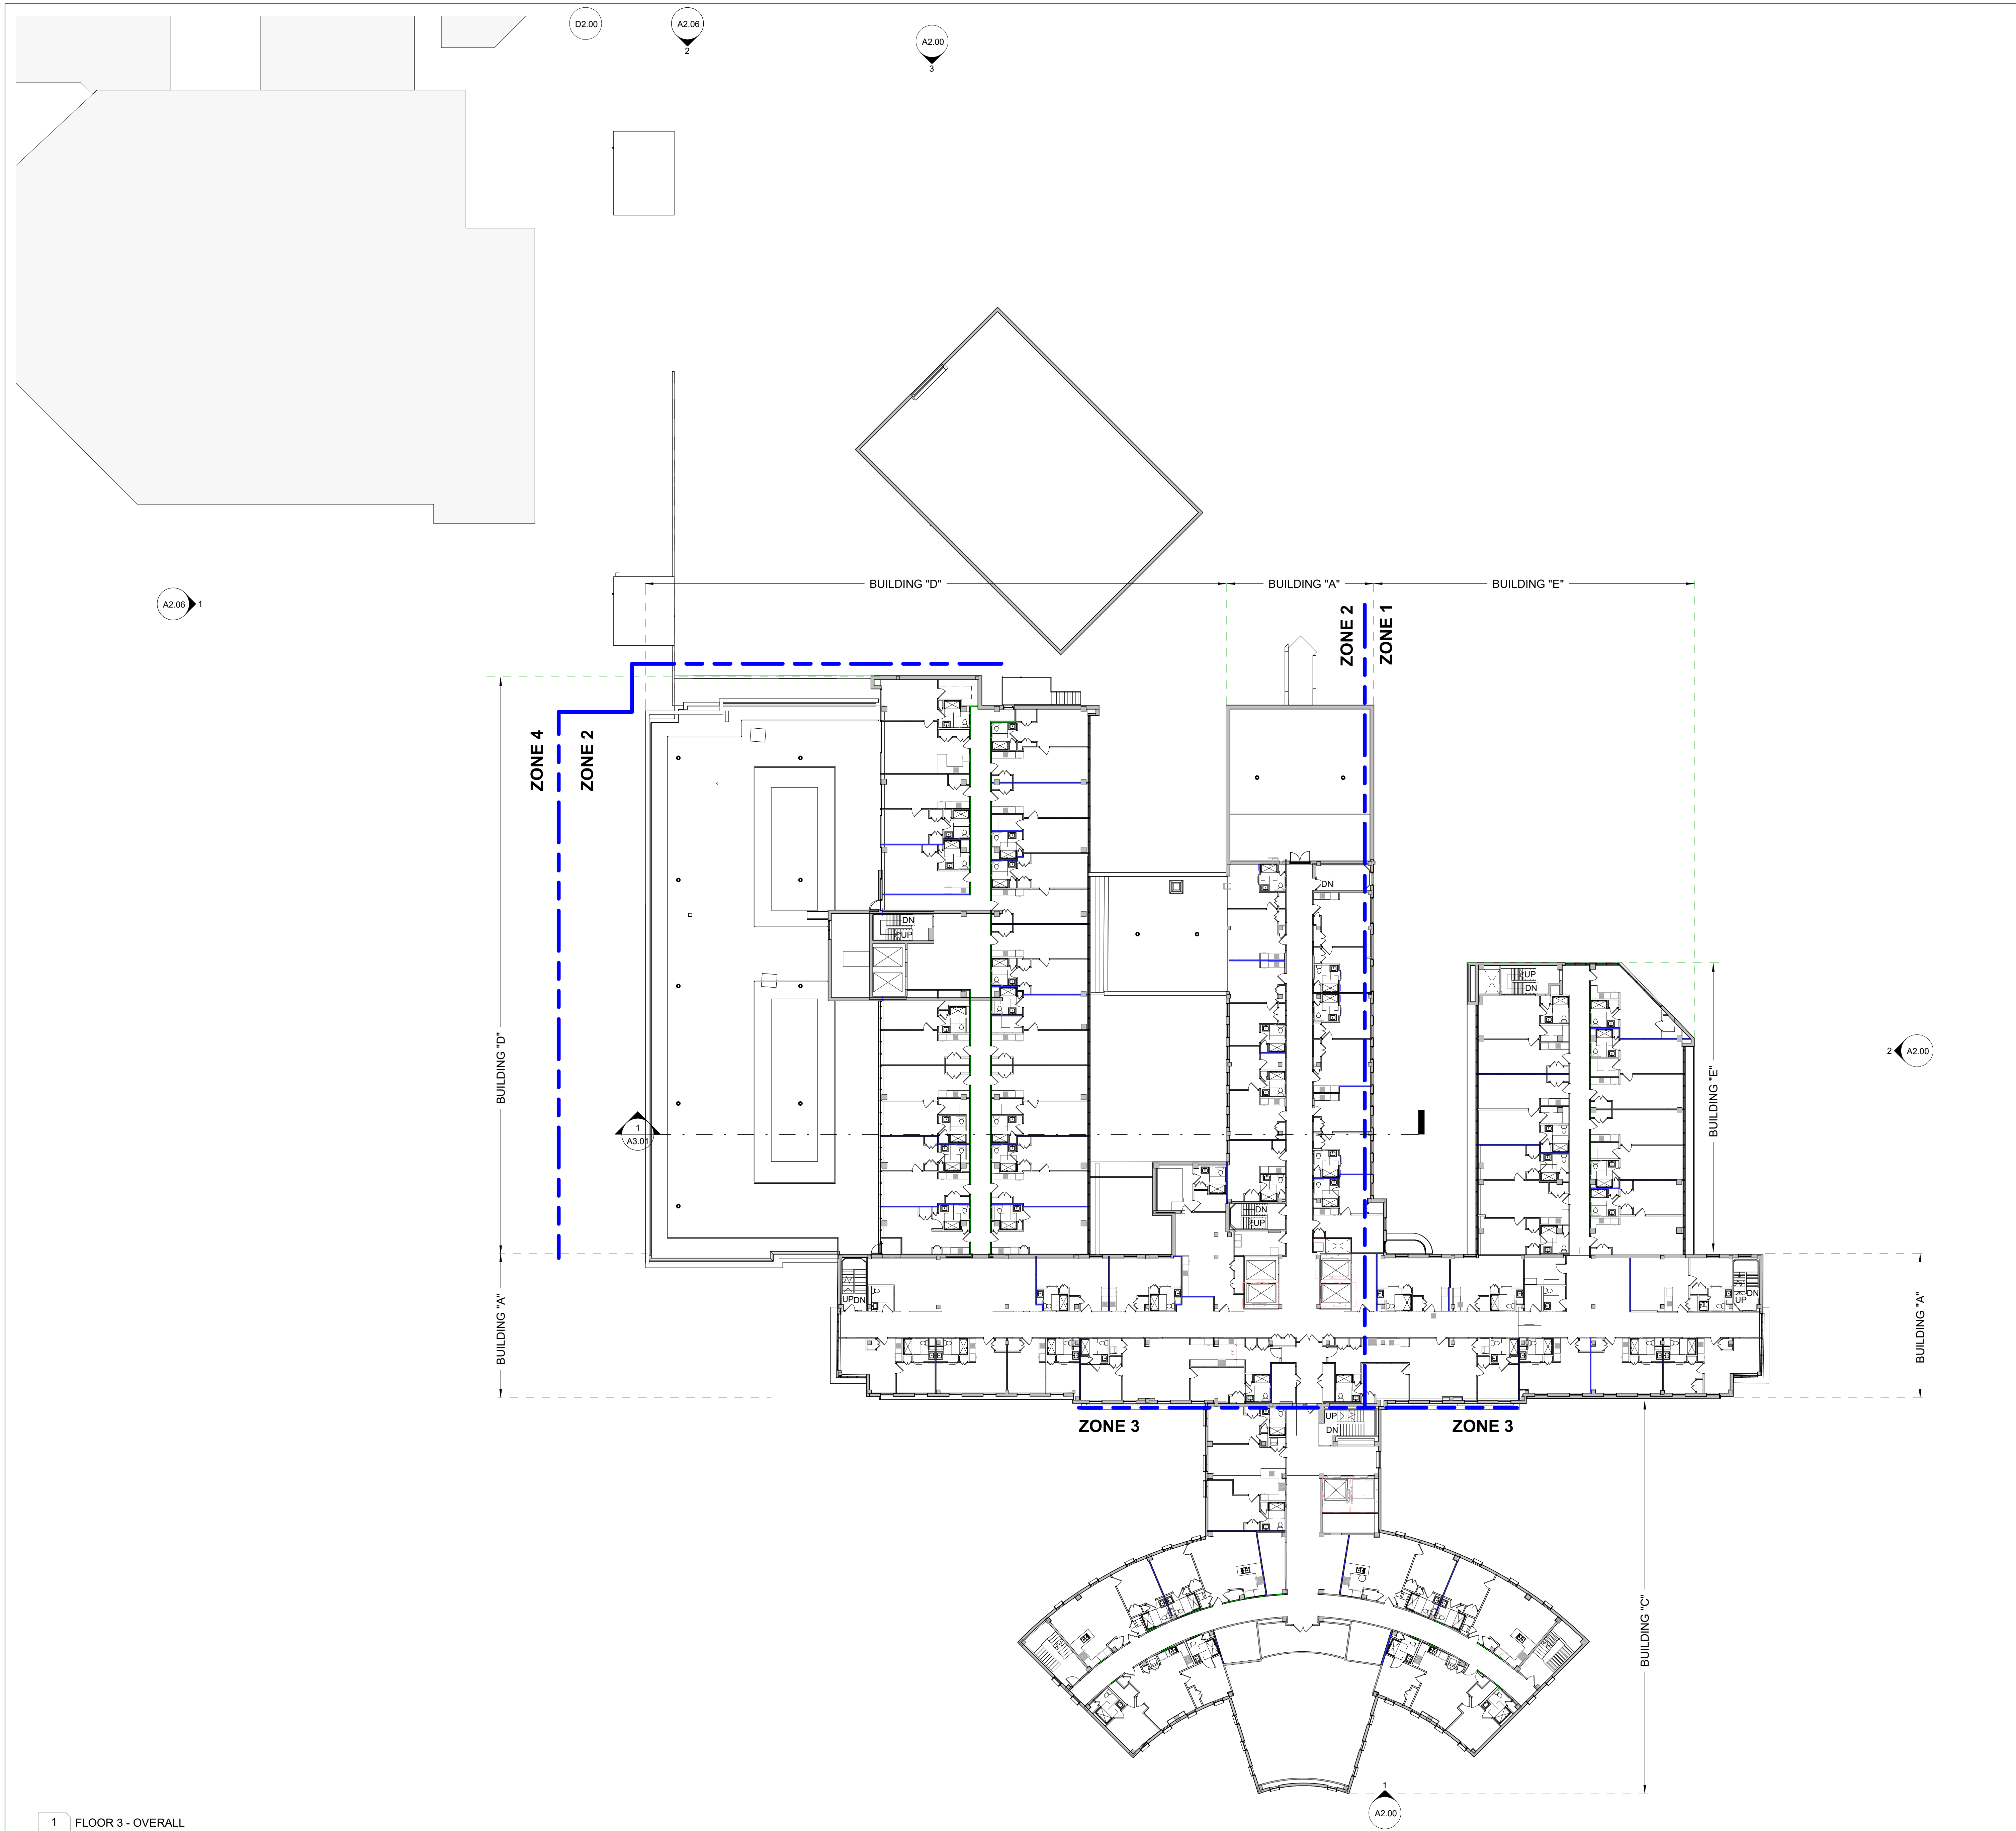 D2.00
A2.06
2
A2.00
3
A2.06
1
BUILDING "D"
BUILDING "A"
BUILDING "E"
ZONE 2
ZONE 1
ZONE 4
ZONE 2
DN
DN
UP
UP
DN
2
A2.00
BUILDING "D"
BUILDING "E"
1
A3.01
DN
UP
UP
DN
UP
DN
BUILDING "A"
BUILDING "A"
ZONE 3
ZONE 3
UP
DN
BUILDING "C"
1
A2.00
1
FLOOR 3 - OVERALL